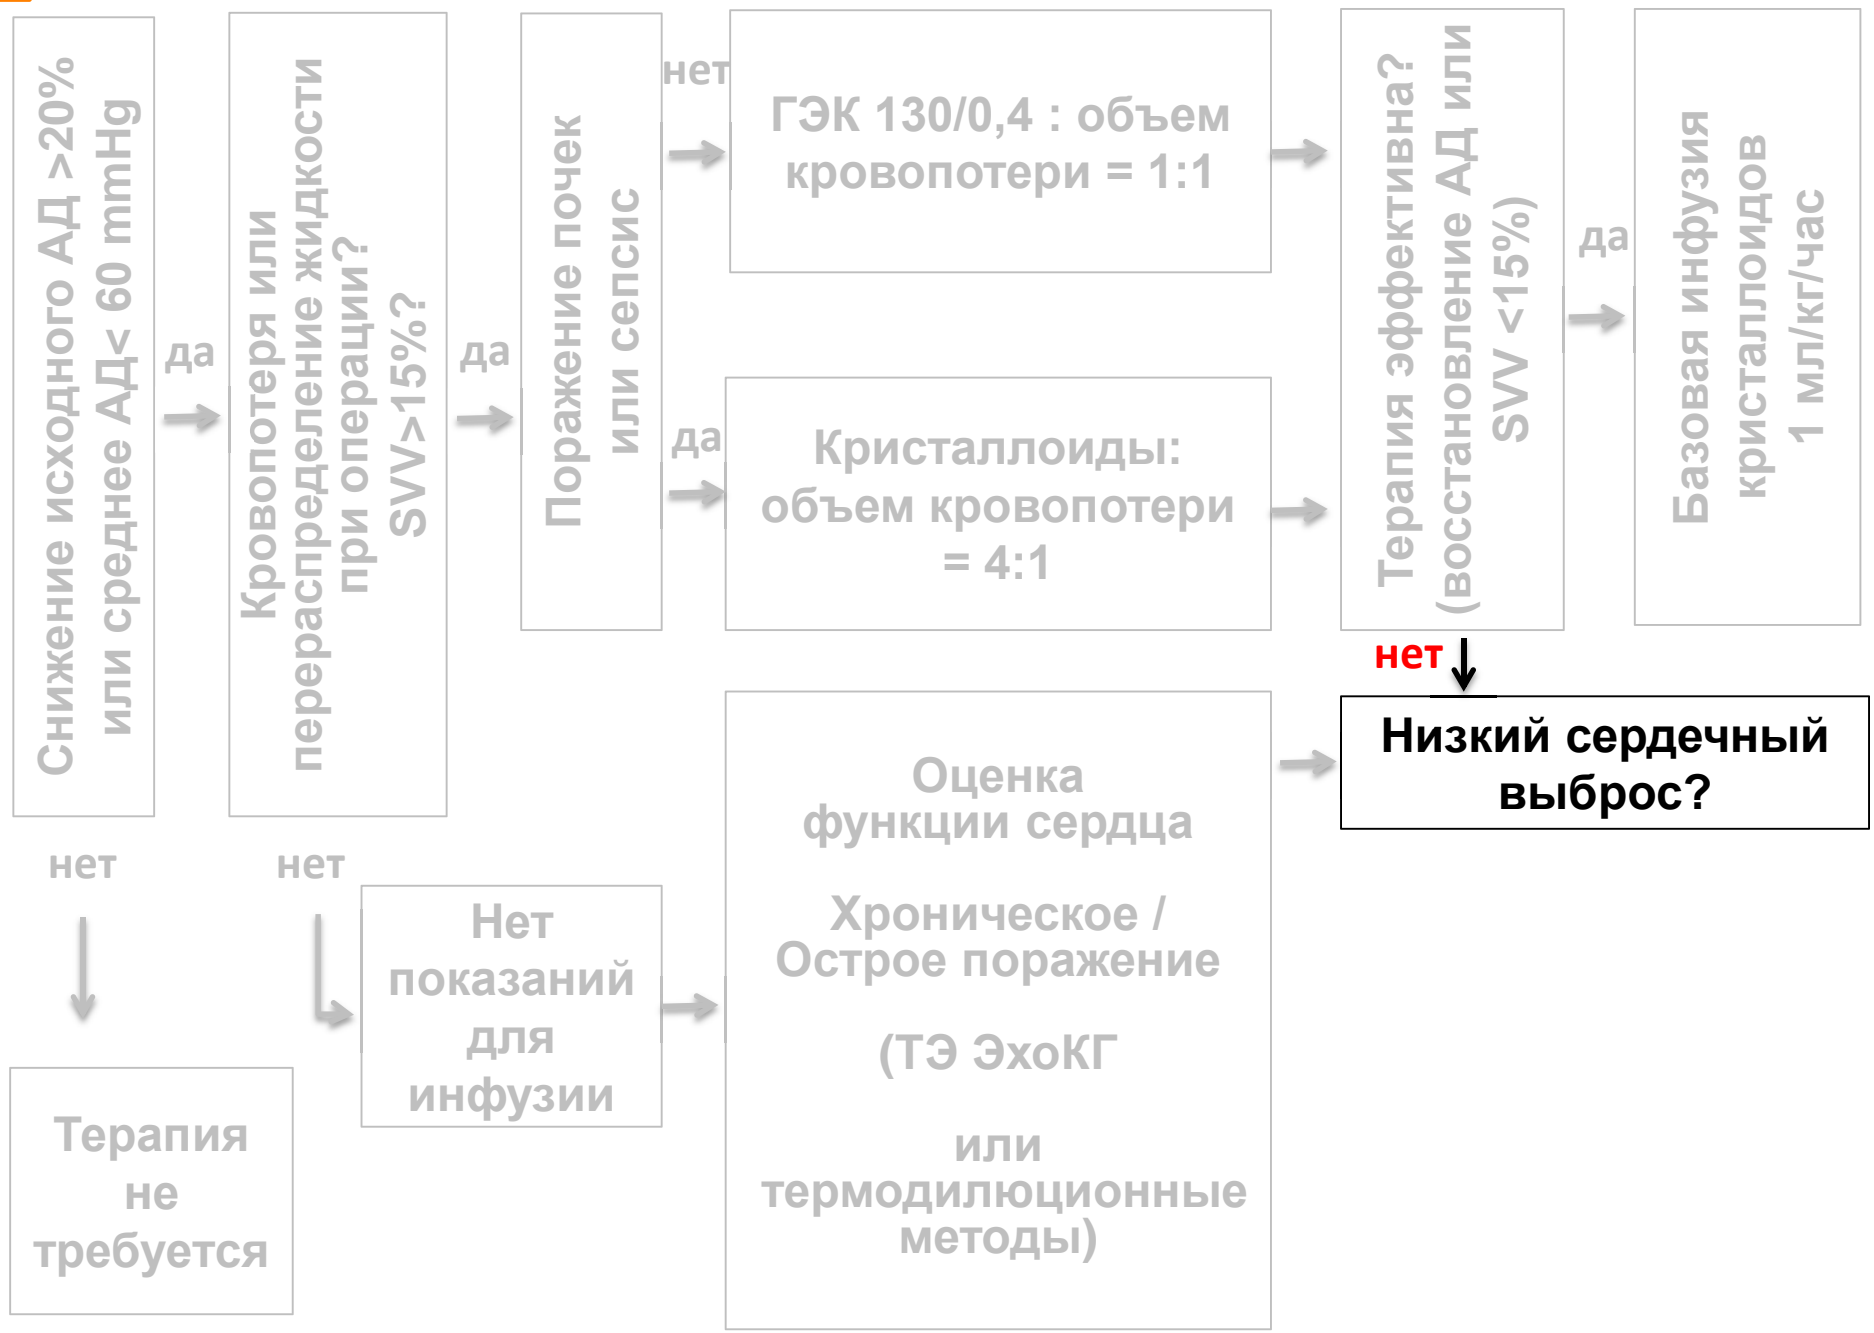 Снижение исходного АД >20%
или среднее АД< 60 mmHg
да
нет
Терапия
не
требуется
Кровопотеря или
перераспределение жидкости
при операции?
SVV>15%?
да
нет
Нет
показаний
для
инфузии
Поражение почек
или сепсис
нет
ГЭК 130/0,4 : объем
кровопотери = 1:1
да
Кристаллоиды:
объем кровопотери
= 4:1
Оценка
функции сердца
Хроническое /
Острое поражение
(ТЭ ЭхоКГ
или
термодилюционные
методы)
Терапия эффективна?
(восстановление АД или
SVV <15%)
да
Базовая инфузия
кристаллоидов
1 мл/кг/час
нет
Низкий сердечный
выброс?